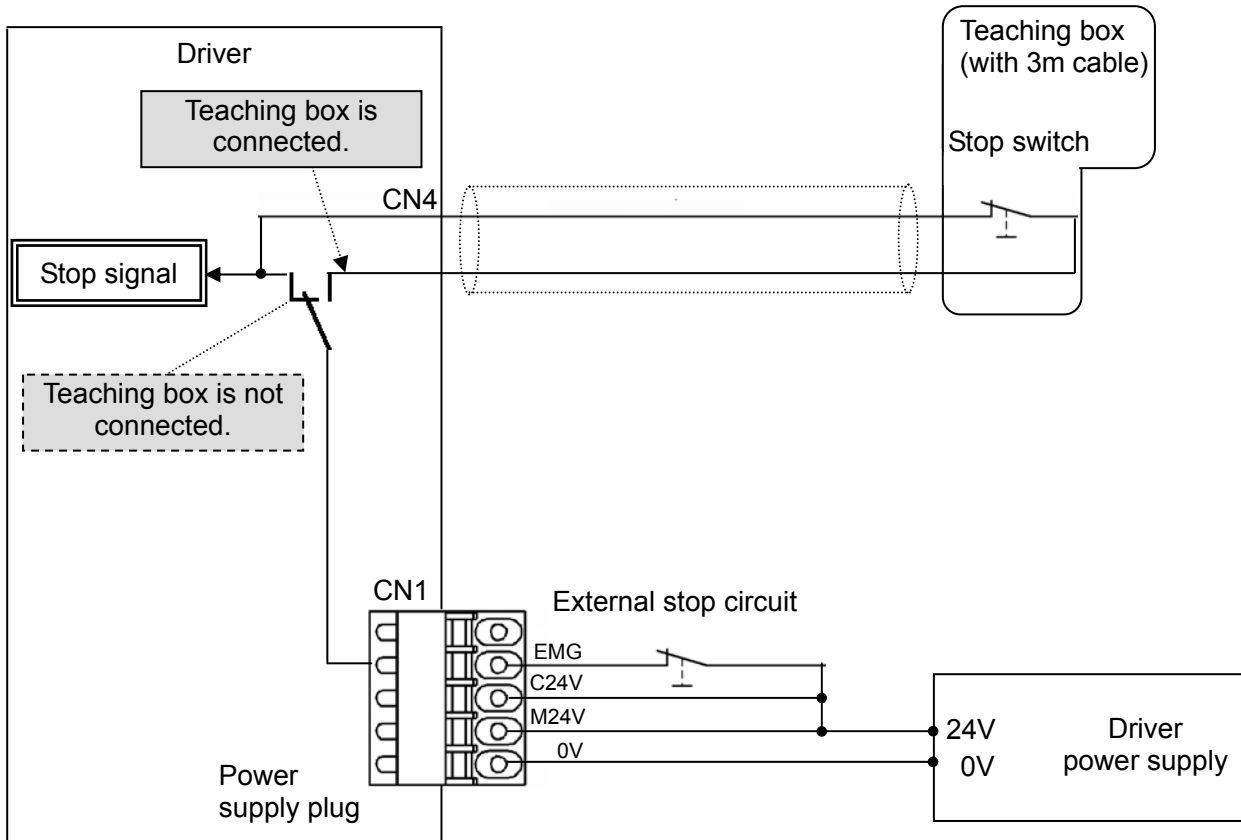 Driver
Teaching box is
connected.
Teaching box
(with 3m cable)
Stop switch
CN4
Stop signal
Teaching box is not
connected.
CN1
External stop circuit
EMG
C24V
M24V
0V
24V
0V
Driver
power supply
Power
supply plug